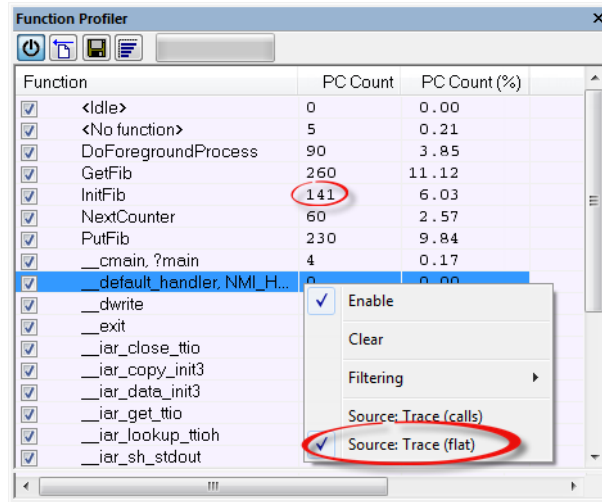 Function Profiler
Function PC Count PC Count (%)
<Idle> 0 0.00
<No function> 5 0.21
DoForegroundProcess 90 3.85
GetFib 260 11.12
InitFib 141 6.03
NextCounter 60 2.57
PutFib 230 9.84
__cmain, ?main 4 0.17
__default_handler, NMI_H... 0 0.00
__dwrite
__exit
__iar_close_ttio
__iar_copy_init3
__iar_data_init3
__iar_get_ttio
__iar_lookup_ttioh
__iar_sh_stdout
Enable
Clear
Filtering
Source: Trace (calls)
Source: Trace (flat)